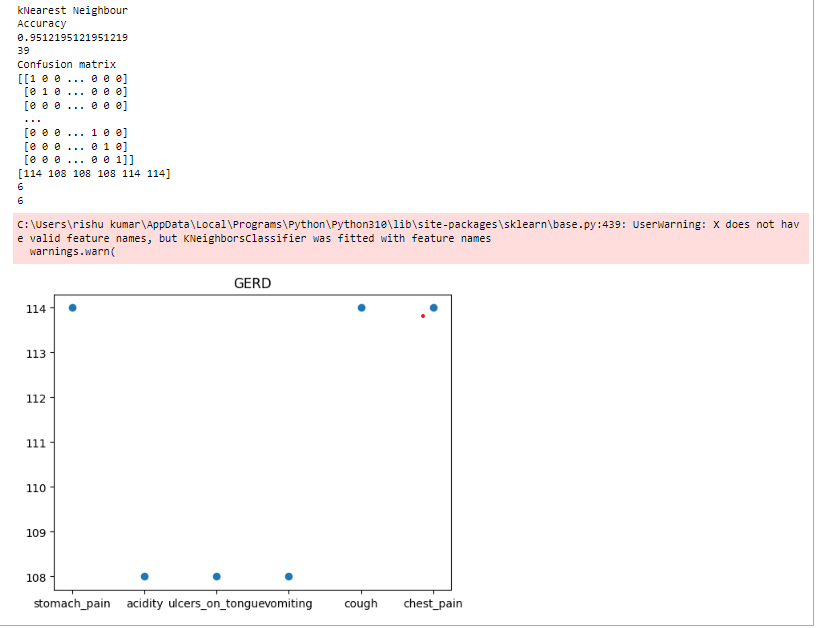 kNearest Neighbour
Accuracy
0.9512195121951219
39
Confusion matrix
[[1 0 0 ... 0 0 0]
[0 1 0 ... 0 0 0]
[0 0 0 ... 0 0 0]
...
[0 0 0 ... 1 0 0]
[0 0 0 ... 0 1 0]
[0 0 0 ... 0 0 1]]
[114 108 108 108 114 114]
6
6
C:\Users\rishu kumar\AppData\Local\Programs\Python\Python310\lib\site-packages\sklearn\base.py:439: UserWarning: X does not hav
e valid feature names, but KNeighborsClassifier was fitted with feature names
warnings.warn(
GERD
114
113
112
111
110
109
108
stomach_pain acidity ulcers_on_tonguevomiting cough chest_pain